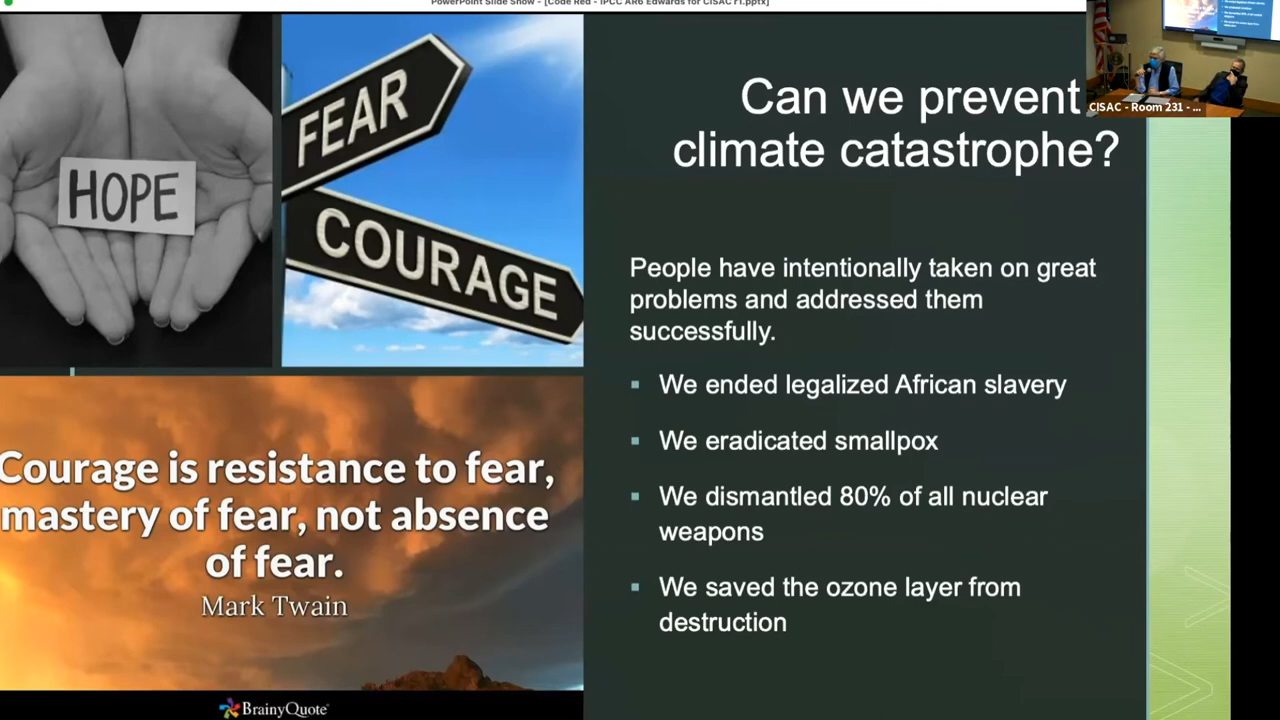 PowerPoint Slide Show - [Code Red - IPCC AR6 Edwards for CISAC r1.pptx]
HOPE
FEAR
COURAGE
Courage is resistance to fear,
mastery of fear, not absence
of fear.
Mark Twain
BrainyQuote
Can we prevent
climate catastrophe?
People have intentionally taken on great
problems and addressed them
successfully.
▪ We ended legalized African slavery
▪ We eradicated smallpox
▪ We dismantled 80% of all nuclear
weapons
▪ We saved the ozone layer from
destruction
CISAC - Room 231 - ...